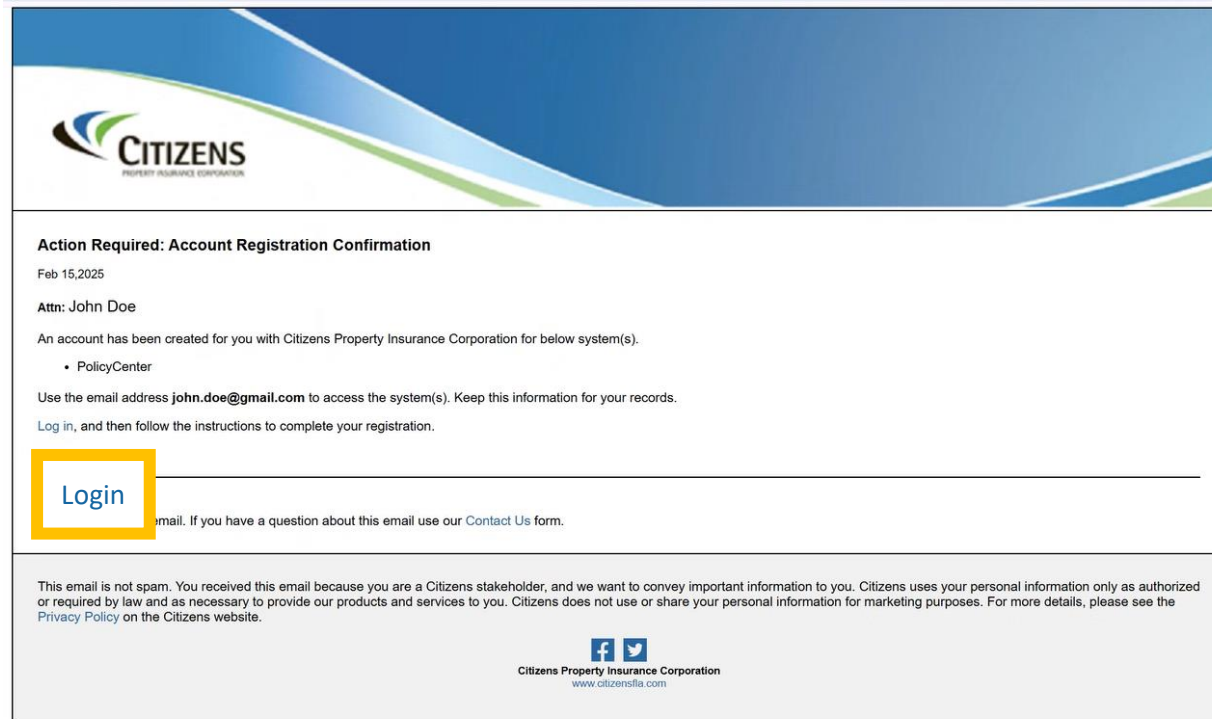 CITIZENS
PROPERTY INSURANCE CORPORATION
Action Required: Account Registration Confirmation
Feb 15,2025
Attn: John Doe
An account has been created for you with Citizens Property Insurance Corporation for below system(s).
• PolicyCenter
Use the email address john.doe@gmail.com to access the system(s). Keep this information for your records.
Log in, and then follow the instructions to complete your registration.
Login
email. If you have a question about this email use our Contact Us form.
This email is not spam. You received this email because you are a Citizens stakeholder, and we want to convey important information to you. Citizens uses your personal information only as authorized
or required by law and as necessary to provide our products and services to you. Citizens does not use or share your personal information for marketing purposes. For more details, please see the
Privacy Policy on the Citizens website.
Citizens Property Insurance Corporation
www.citizensfla.com